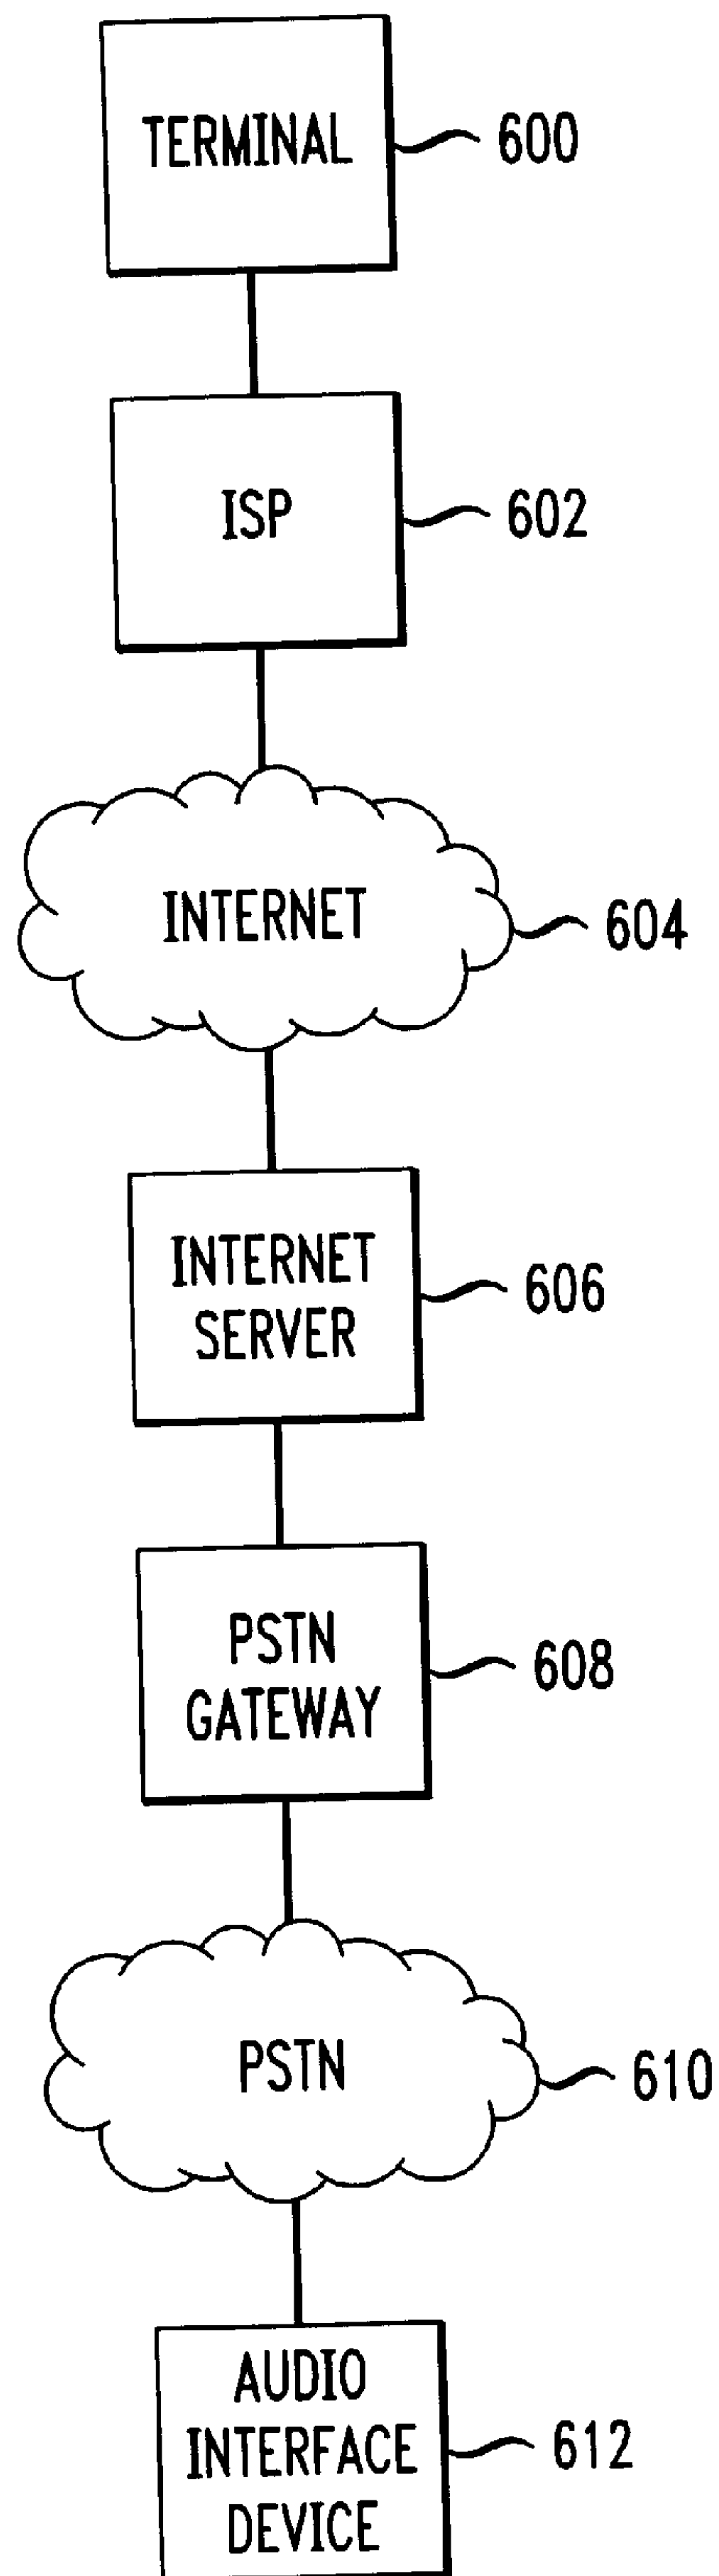 TERMINAL
600
ISP
602
INTERNET
604
INTERNET
SERVER
606
PSTN
GATEWAY
608
PSTN
610
AUDIO
INTERFACE
DEVICE
612